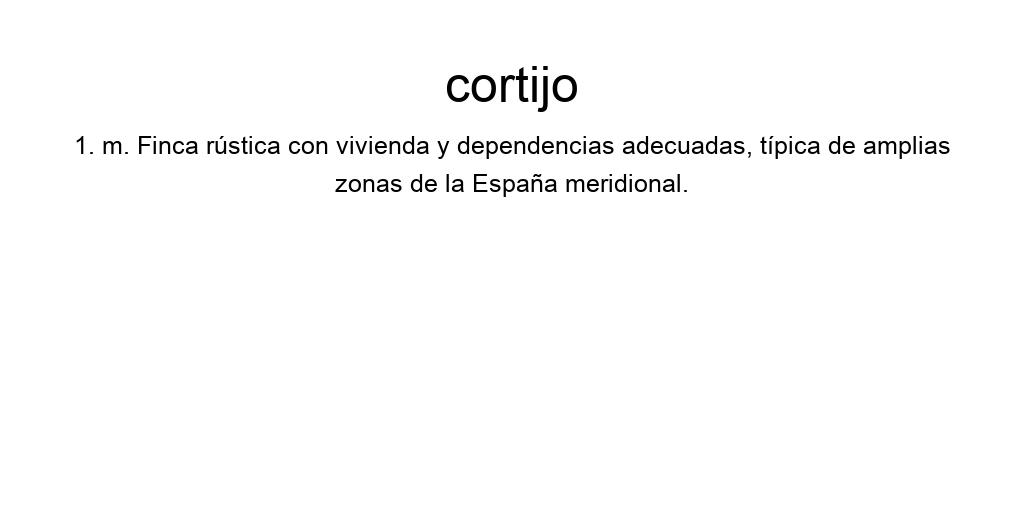 cortijo
1. m. Finca rústica con vivienda y dependencias adecuadas, típica de amplias
zonas de la España meridional.